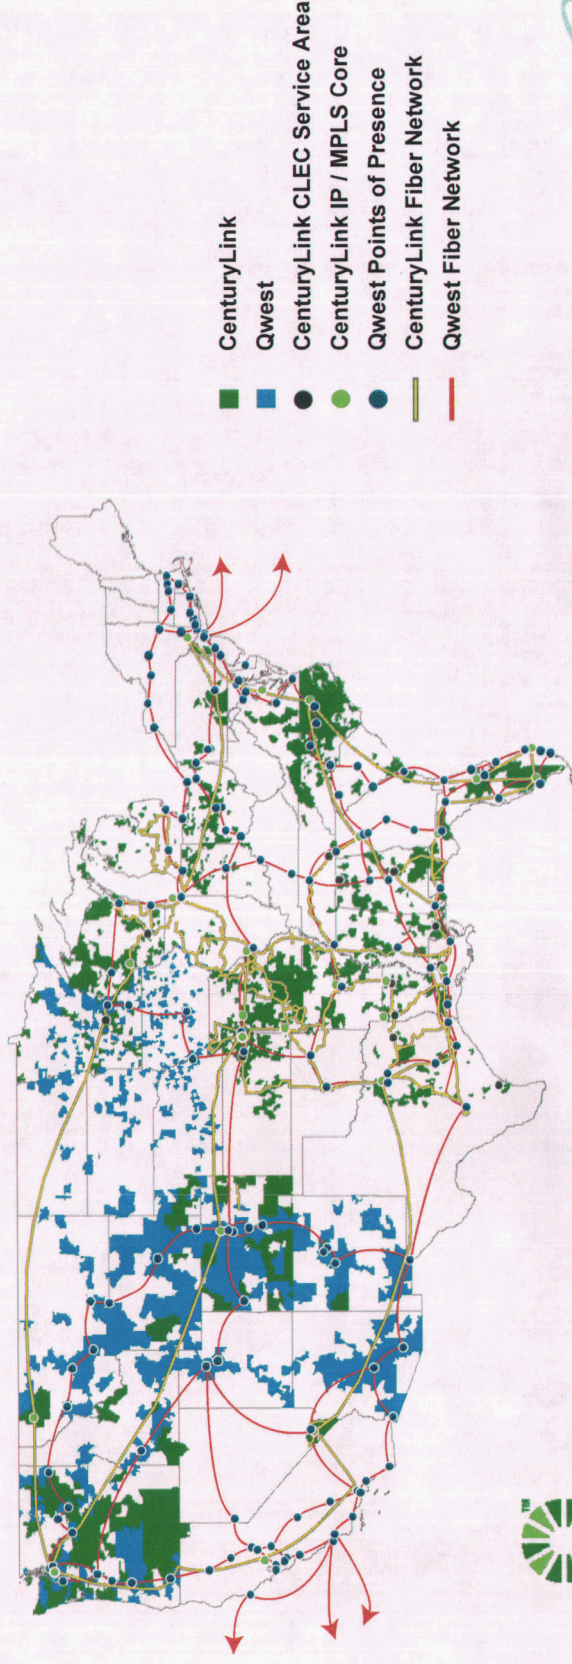 CenturyLink
Qwest
CenturyLink CLEC Service Area
CenturyLink IP / MPLS Core
Qwest Points of Presence
CenturyLink Fiber Network
Qwest Fiber Network
TM